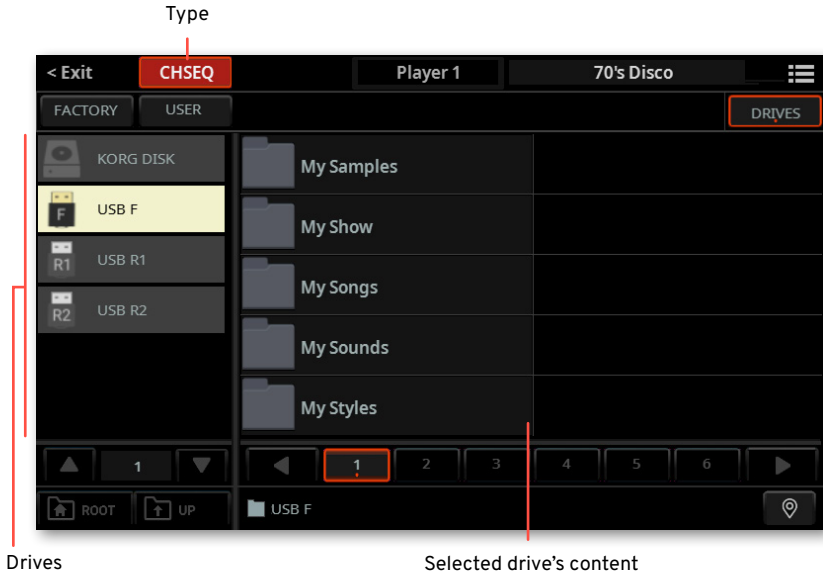 Type
< Exit CHSEQ Player 1 70's Disco
FACTORY USER DRIVES
KORG DISK
My Samples
F USB F
My Show
R1 USB R1
My Songs
R2 USB R2
My Sounds
My Styles
1 1 2 3 4 5 6
ROOT UP USB F
Drives Selected drive's content